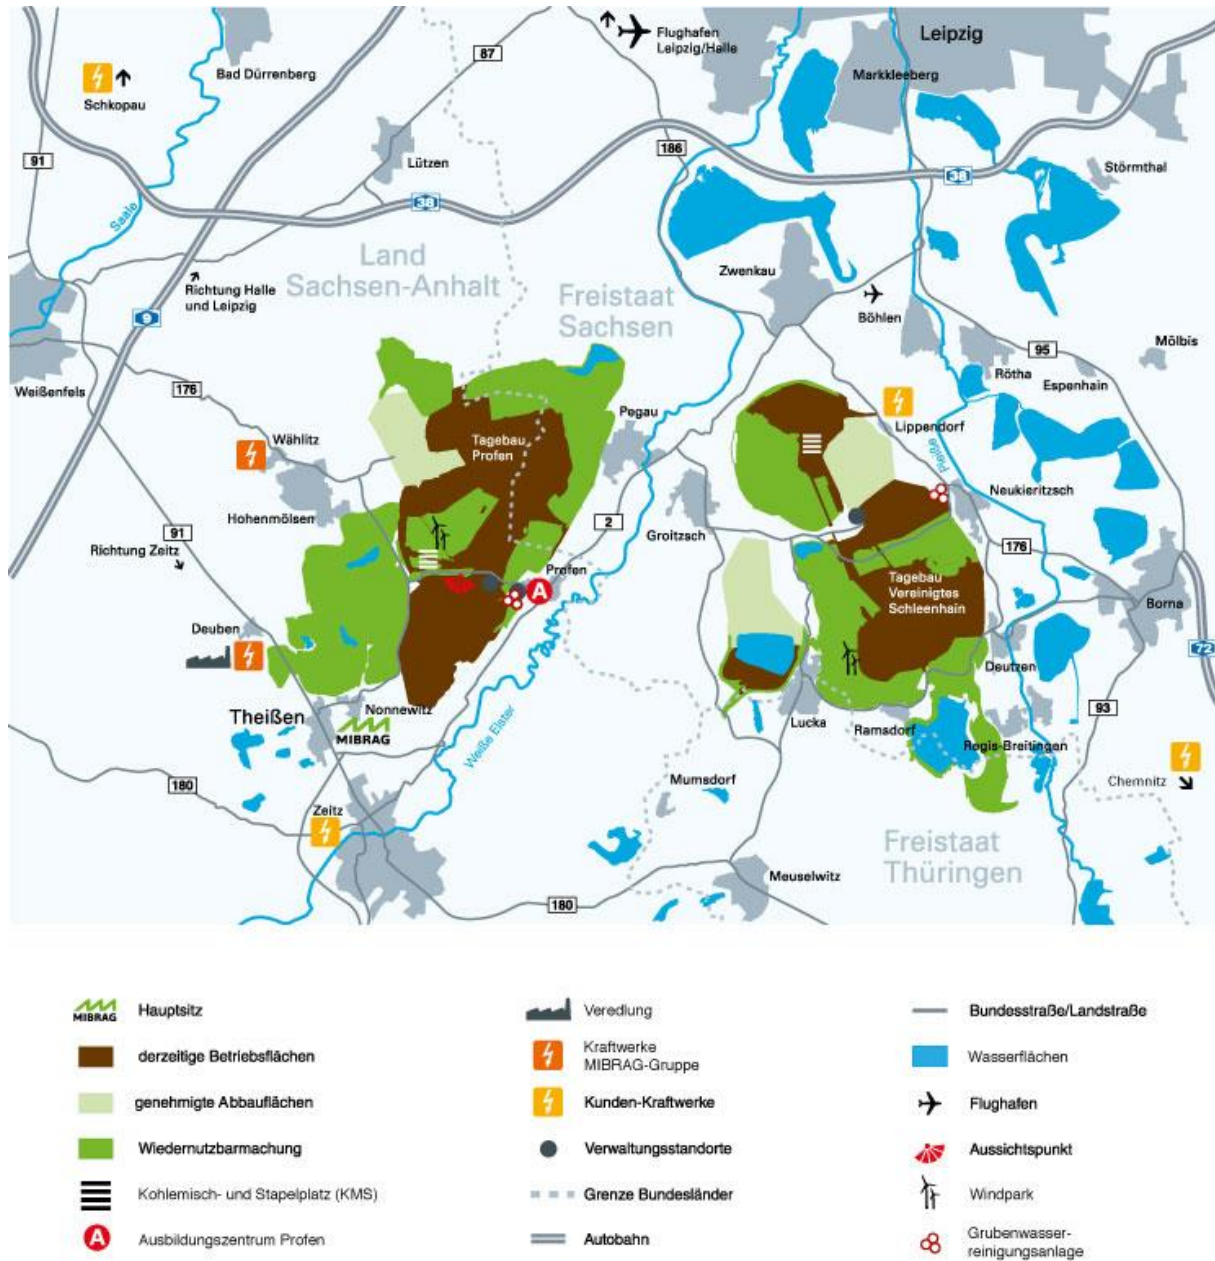 Leipzig
Flughafen
Leipzig/Halle
87
Bad Dürrenberg
Markkleeberg
Schkopau
186
91
Lützen
38
Störmthal
38
Saale
Land
Sachsen-Anhalt
Zwenkau
Richtung Halle
und Leipzig
Freistaat
Sachsen
Böhlen
9
95
Mölbis
Rötha
Espenhain
Weißenfels
176
Pegau
Lippendorf
Wählitz
Tagebau
Profen
Pleiße
Neukieritzsch
Hohenmölsen
91
2
Groitzsch
Richtung Zeitz
176
Profen
A
Tagebau
Vereinigtes
Schleenhain
Borna
Deuben
72
Deutzen
Theißen
Nonnewitz
MIBRAG
Weiße Elster
Lucka
Ramsdorf
93
Regis-Breitingen
180
Mumsdorf
Chemnitz
Zeitz
Freistaat
Thüringen
Meuselwitz
180
MIBRAG
Hauptsitz
Veredlung
Bundesstraße/Landstraße
derzeitige Betriebsflächen
Kraftwerke
MIBRAG-Gruppe
Wasserflächen
genehmigte Abbauflächen
Kunden-Kraftwerke
Flughafen
Wiedernutzbarmachung
Verwaltungsstandorte
Aussichtspunkt
Kohlemisch- und Stapelplatz (KMS)
Grenze Bundesländer
Windpark
A
Ausbildungszentrum Profen
Autobahn
Grubenwasser-
reinigungsanlage